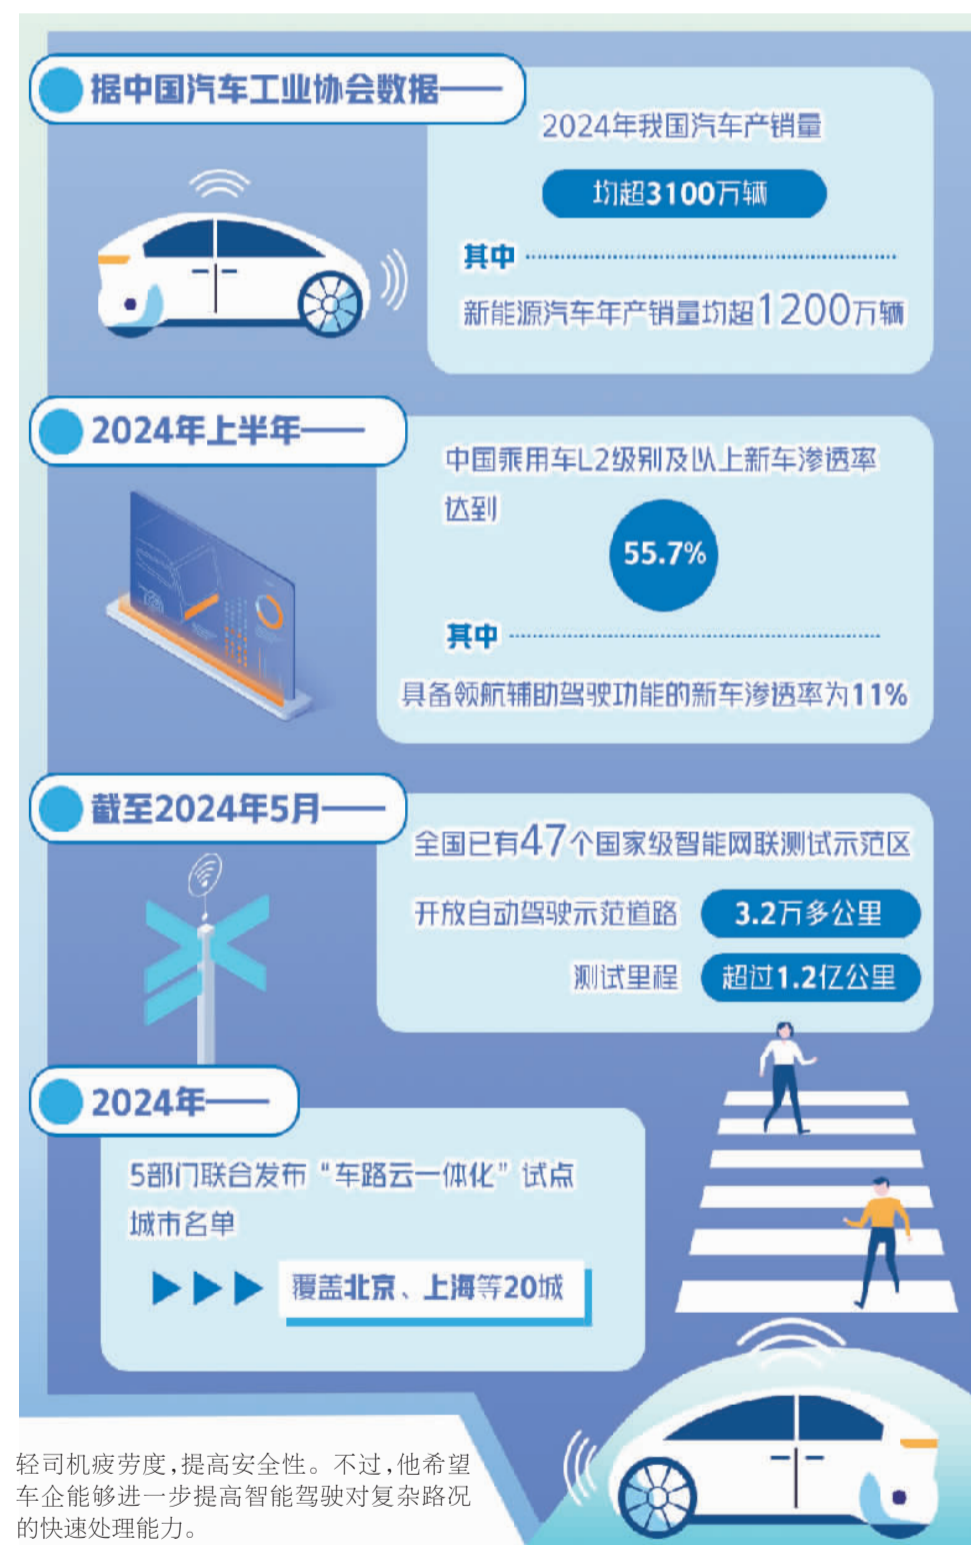 据中国汽车工业协会数据——
2024年我国汽车产销量
均超3100万辆
其中
新能源汽车年产销量均超1200万辆
2024年上半年——
中国乘用车L2级别及以上新车渗透率
达到
55.7%
其中
具备领航辅助驾驶功能的新车渗透率为11%
截至2024年5月——
全国已有47个国家级智能网联测试示范区
开放自动驾驶示范道路 3.2万多公里
测试里程 超过1.2亿公里
2024年——
5部门联合发布“车路云一体化”试点
城市名单
覆盖北京、上海等20城
轻司机疲劳度,提高安全性。不过,他希望
车企能够进一步提高智能驾驶对复杂路况
的快速处理能力。